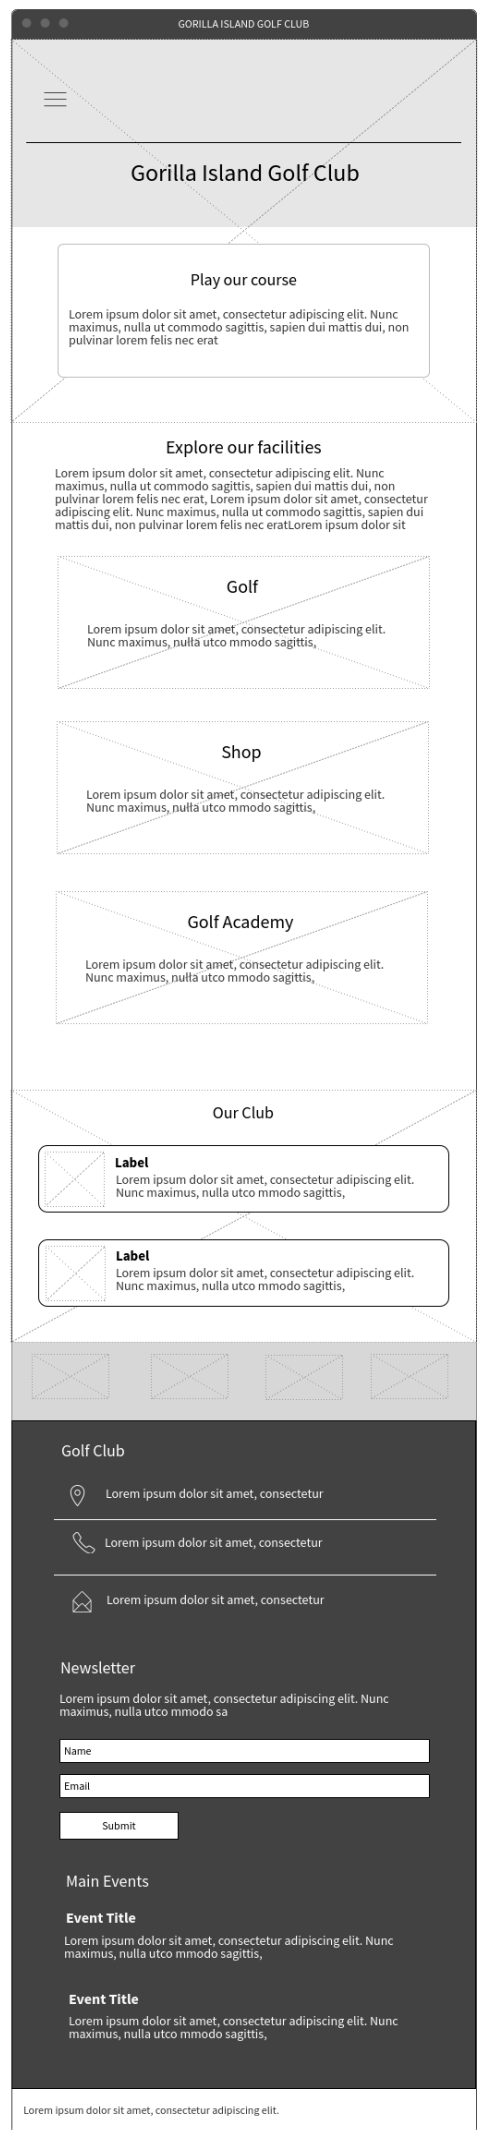 GORILLA ISLAND GOLF CLUB
Gorilla Island Golf Club
Play our course
Lorem ipsum dolor sit amet, consectetur adipiscing elit. Nunc
maximus, nulla ut commodo sagittis, sapien dui mattis dui, non
pulvinar lorem felis nec erat
Explore our facilities
Lorem ipsum dolor sit amet, consectetur adipiscing elit. Nunc
maximus, nulla ut commodo sagittis, sapien dui mattis dui, non
pulvinar lorem felis nec erat, Lorem ipsum dolor sit amet, consectetur
adipiscing elit. Nunc maximus, nulla ut commodo sagittis, sapien dui
mattis dui, non pulvinar lorem felis nec eratLorem ipsum dolor sit
Golf
Lorem ipsum dolor sit amet, consectetur adipiscing elit.
Nunc maximus, nulla utco mmodo sagittis,
Shop
Lorem ipsum dolor sit amet, consectetur adipiscing elit.
Nunc maximus, nulla utco mmodo sagittis,
Golf Academy
Lorem ipsum dolor sit amet, consectetur adipiscing elit.
Nunc maximus, nulla utco mmodo sagittis,
Our Club
Label
Lorem ipsum dolor sit amet, consectetur adipiscing elit.
Nunc maximus, nulla utco mmodo sagittis,
Label
Lorem ipsum dolor sit amet, consectetur adipiscing elit.
Nunc maximus, nulla utco mmodo sagittis,
Golf Club
Lorem ipsum dolor sit amet, consectetur
Lorem ipsum dolor sit amet, consectetur
Lorem ipsum dolor sit amet, consectetur
Newsletter
Lorem ipsum dolor sit amet, consectetur adipiscing elit. Nunc
maximus, nulla utco mmodo sa
Name
Email
Submit
Main Events
Event Title
Lorem ipsum dolor sit amet, consectetur adipiscing elit. Nunc
maximus, nulla utco mmodo sagittis,
Event Title
Lorem ipsum dolor sit amet, consectetur adipiscing elit. Nunc
maximus, nulla utco mmodo sagittis,
Lorem ipsum dolor sit amet, consectetur adipiscing elit.